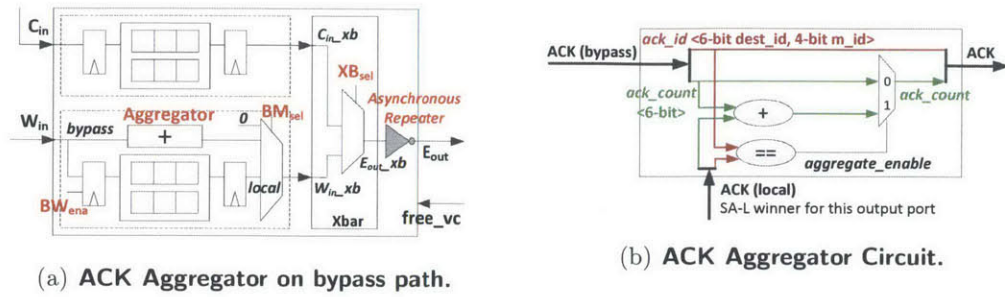 C_in
C_in_xb
XB_sel
Aggregator
BM_sel
0
Asynchronous
Repeater
W_in
bypass
+
E_out
E_out_xb
local
W_in_xb
BW_ena
Xbar
free_vc
(a) ACK Aggregator on bypass path.
ack_id <6-bit dest_id, 4-bit m_id>
ACK (bypass)
ACK
0
ack_count
<6-bit>
ack_count
1
+
==
aggregate_enable
ACK (local)
SA-L winner for this output port
(b) ACK Aggregator Circuit.